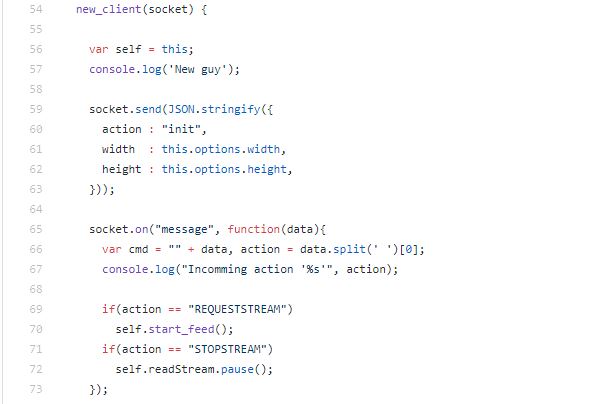 54 new_client(socket) {
55
56 var self = this;
57 console.log('New guy');
58
59 socket.send(JSON.stringify({
60 action : "init",
61 width  : this.options.width,
62 height : this.options.height,
63 }));
64
65 socket.on("message", function(data){
66 var cmd = "" + data, action = data.split(' ')[0];
67 console.log("Incomming action '%s'", action);
68
69 if(action == "REQUESTSTREAM")
70 self.start_feed();
71 if(action == "STOPSTREAM")
72 self.readStream.pause();
73 });